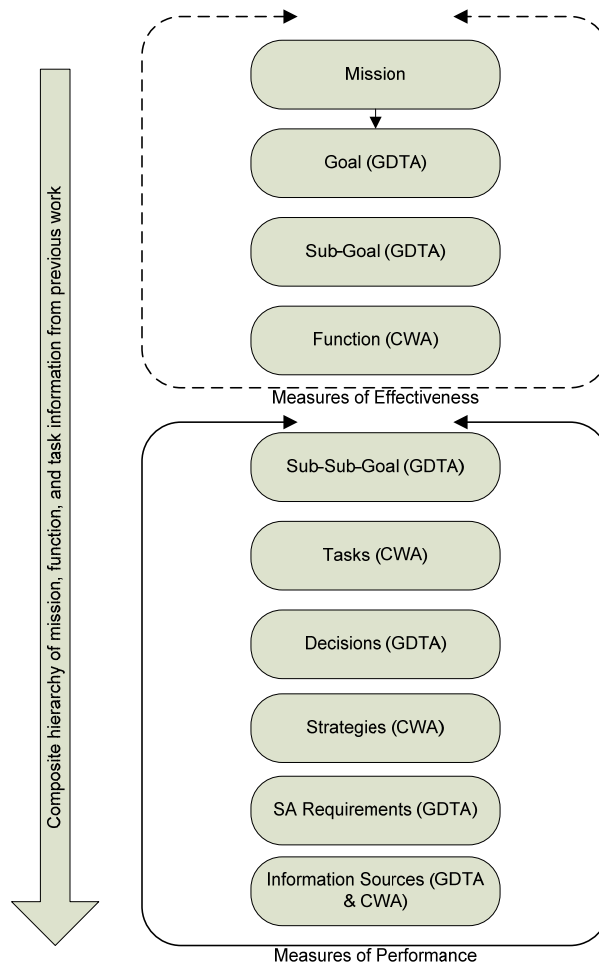 Composite hierarchy of mission, function, and task information from previous work
Mission
Goal (GDTA)
Sub-Goal (GDTA)
Function (CWA)
Measures of Effectiveness
Sub-Sub-Goal (GDTA)
Tasks (CWA)
Decisions (GDTA)
Strategies (CWA)
SA Requirements (GDTA)
Information Sources (GDTA
& CWA)
Measures of Performance